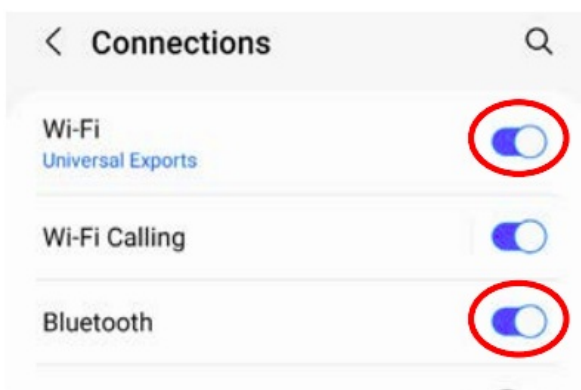 Connections
Wi-Fi
Universal Exports
Wi-Fi Calling
Bluetooth